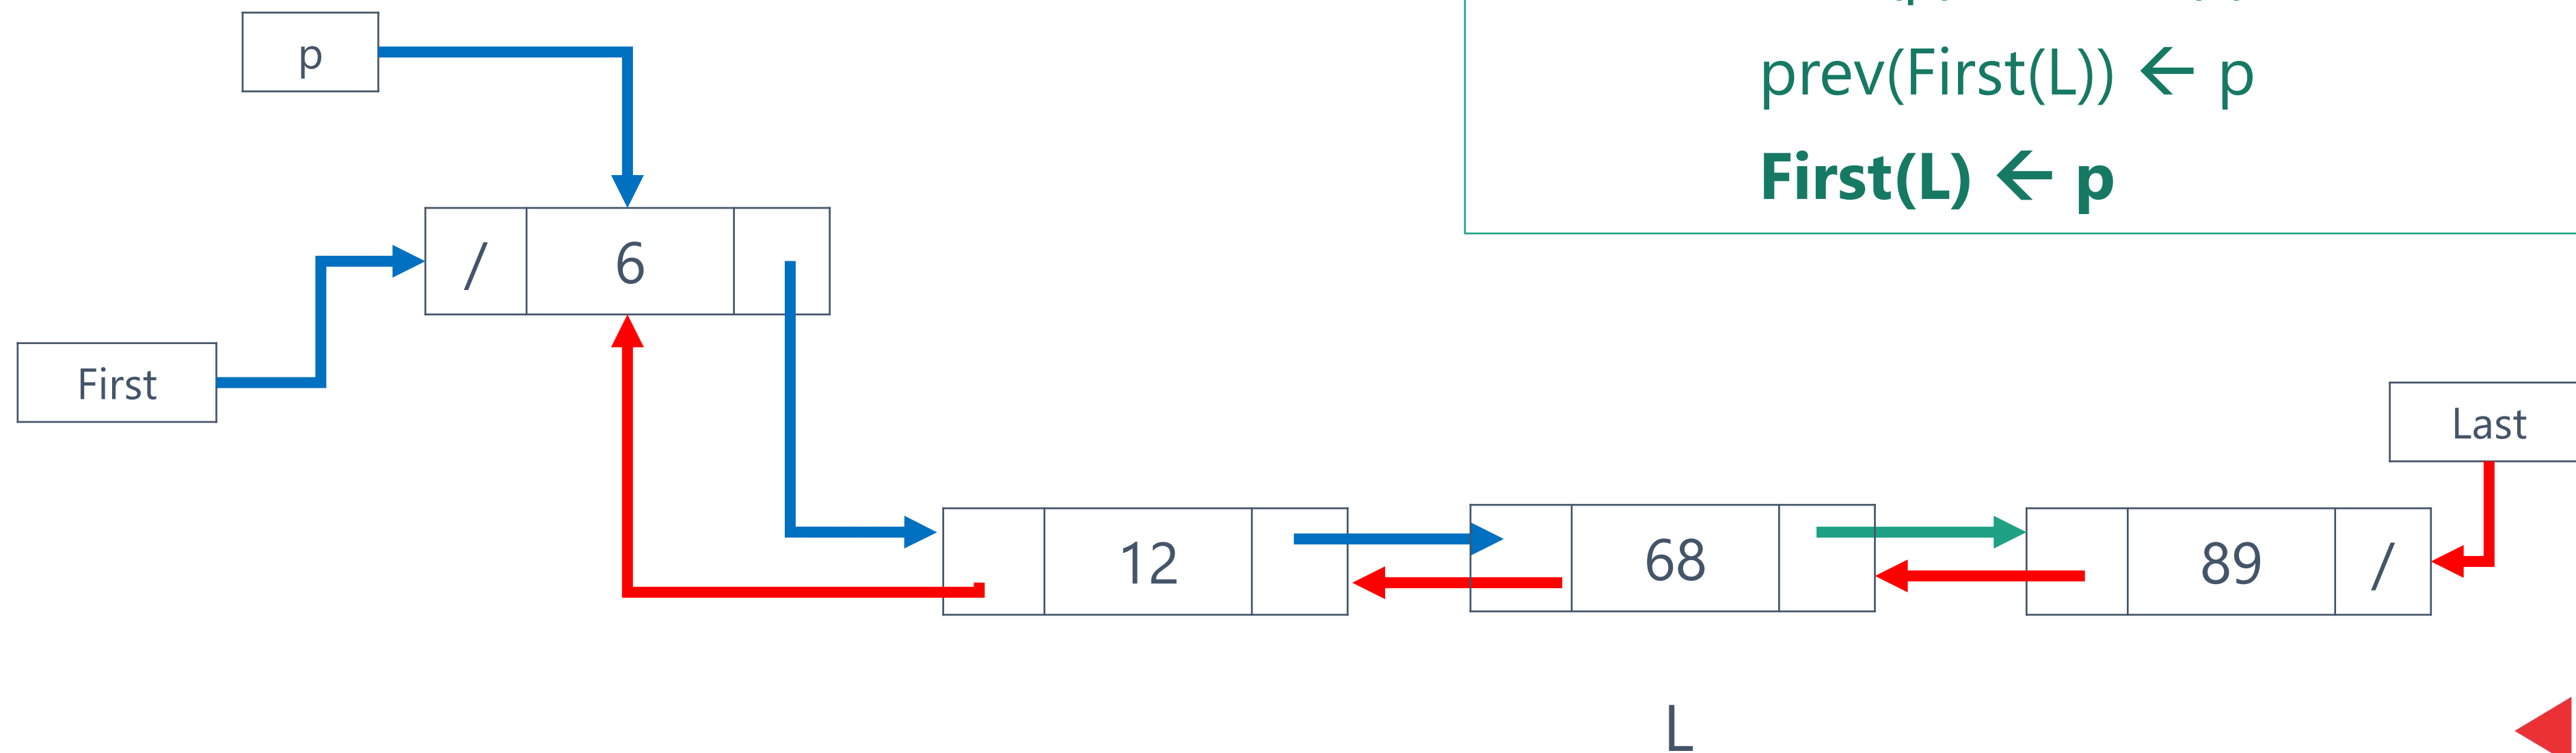 p
prev(First(L)) ← p
First(L) ← p
/ 6
First
Last
12
68
89 /
L